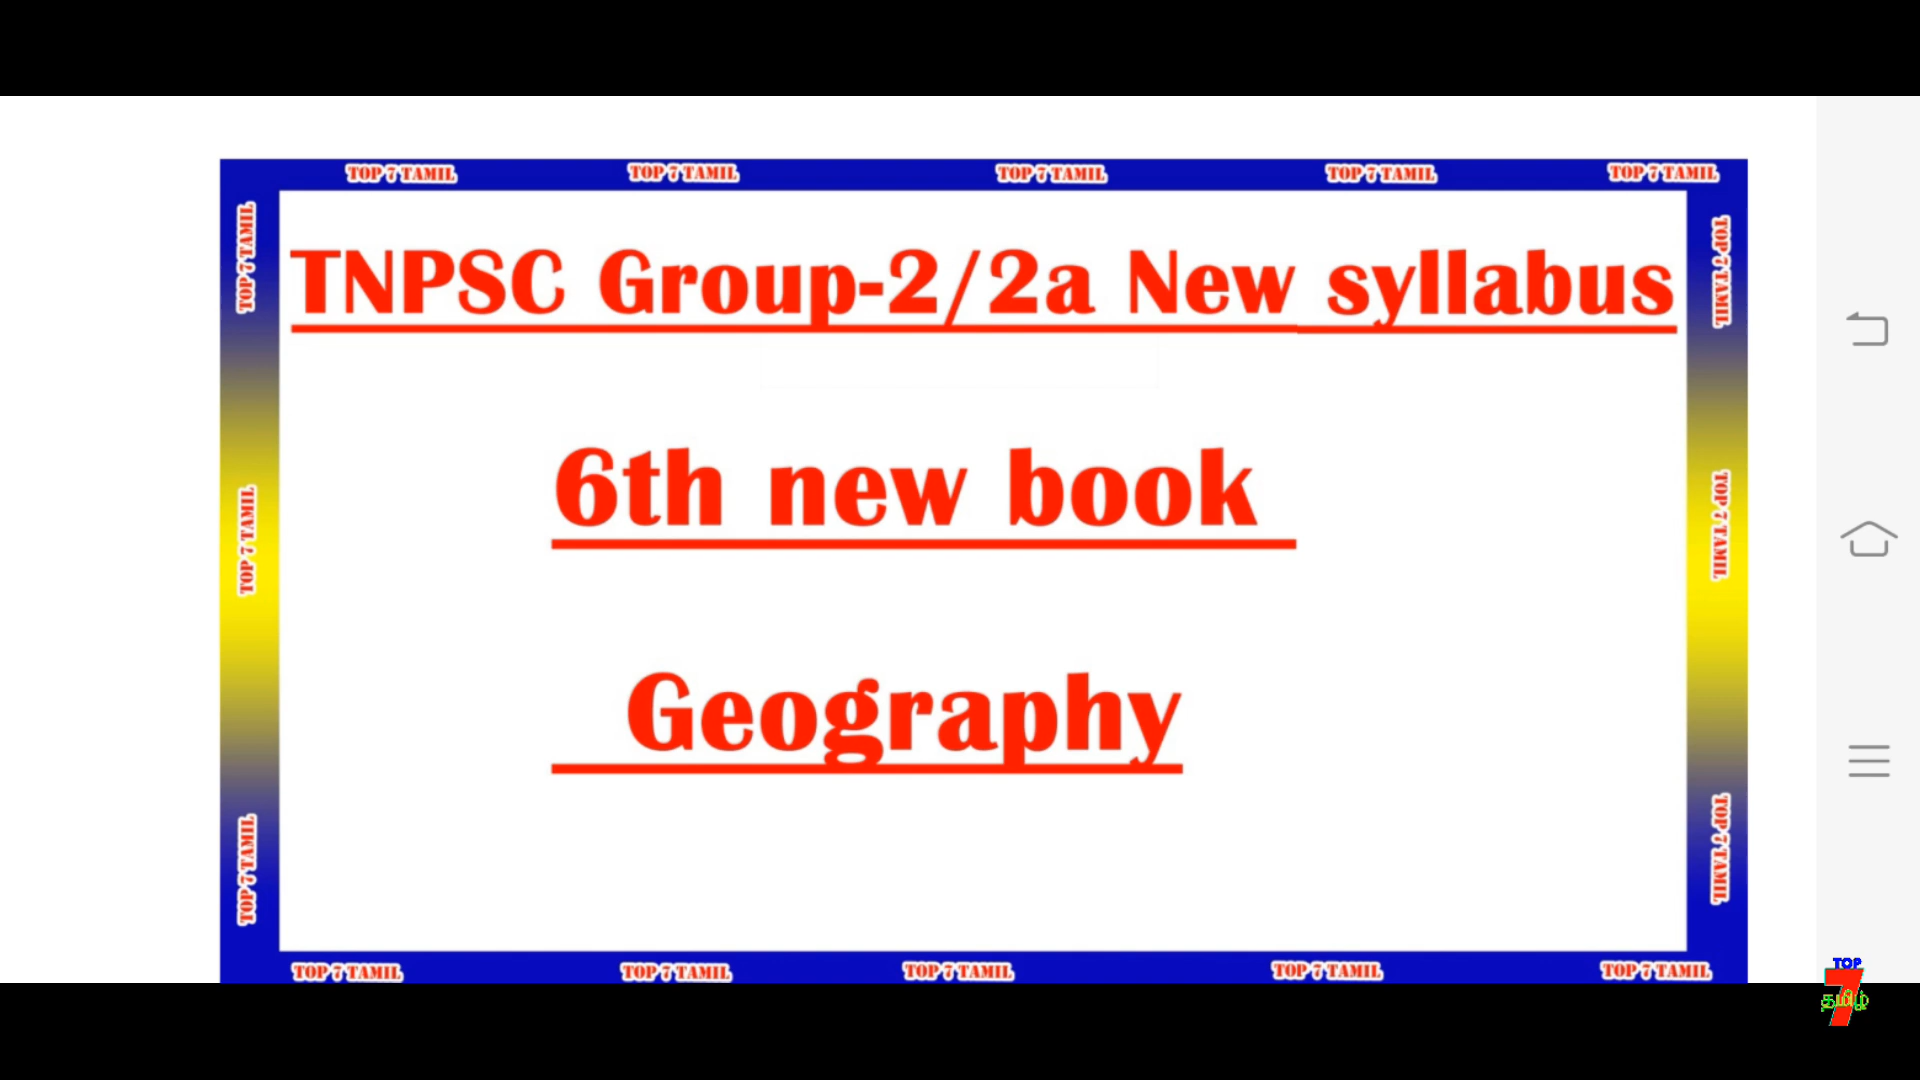 TOP 7 TAMIL TOP 7 TAMIL TOP 7 TAMIL TOP 7 TAMIL TOP 7 TAMIL
TOP 7 TAMIL
TOP 7 TAMIL
TNPSC Group-2/2a New syllabus
6th new book
TOP 7 TAMIL
TOP 7 TAMIL
Geography
TOP 7 TAMIL
TOP 7 TAMIL
TOP 7 TAMIL TOP 7 TAMIL TOP 7 TAMIL TOP 7 TAMIL TOP 7 TAMIL
TOP
7
தமிழ்